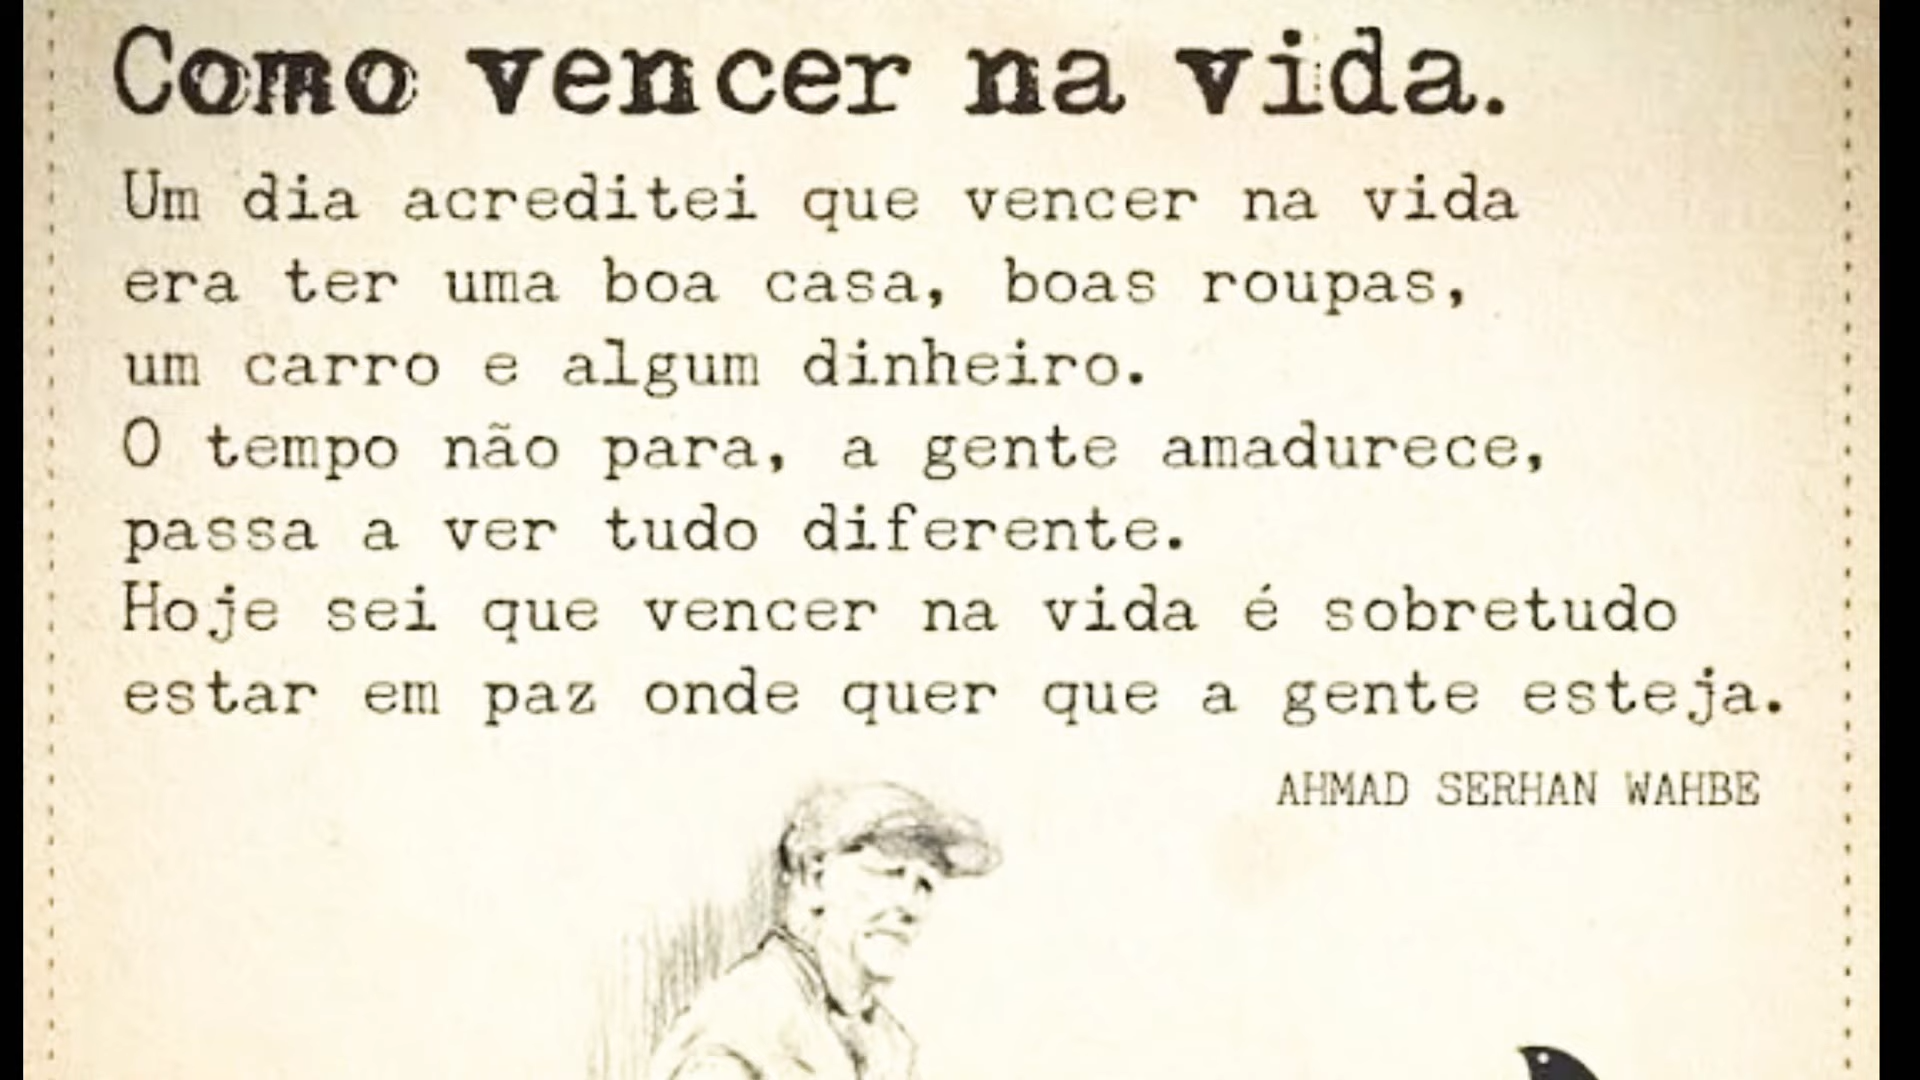 Como vencer na vida.
Um dia acreditei que vencer na vida
era ter uma boa casa, boas roupas,
um carro e algum dinheiro.
O tempo não para, a gente amadurece,
passa a ver tudo diferente.
Hoje sei que vencer na vida é sobretudo
estar em paz onde quer que a gente esteja.
AHMAD SERHAN WAHBE